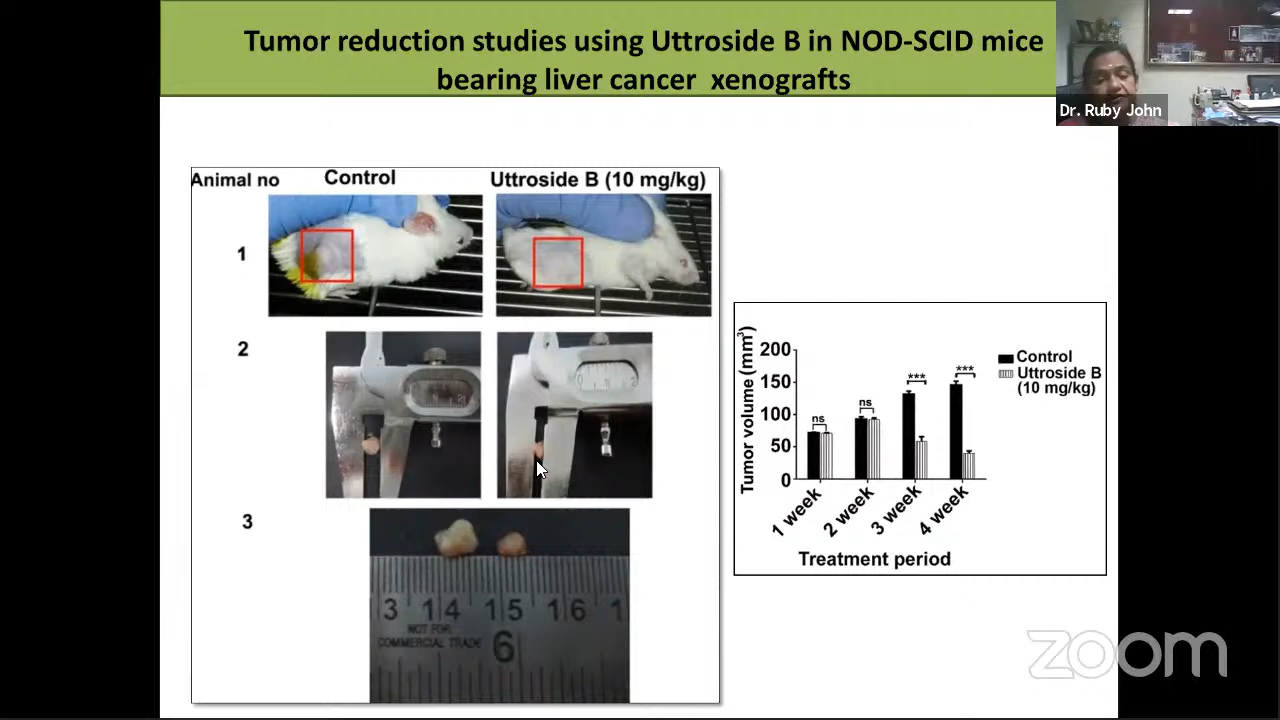 Tumor reduction studies using Uttroside B in NOD-SCID mice
bearing liver cancer xenografts
Dr. Ruby John
Animal no
Control
Uttroside B (10 mg/kg)
1
2
3
3 14 15 16 1
NOT FOR
COMMERCIAL TRADE
6
Tumor volume (mm³)
200
150
100
50
0
ns
ns
***
***
Control
Uttroside B
(10 mg/kg)
1 week
2 week
3 week
4 week
Treatment period
zoom